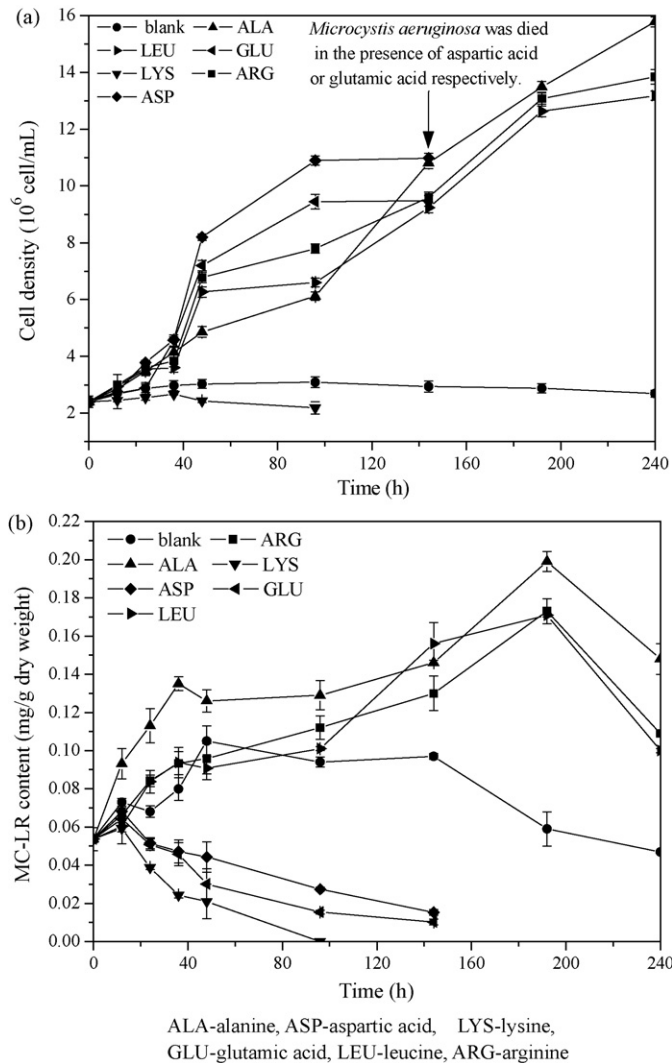 (a)
16
14
12
10
8
6
4
2
Cell density (10⁶ cell/mL)
blank
ALA
LEU
GLU
LYS
ARG
ASP
Microcystis aeruginosa was died
in the presence of aspartic acid
or glutamic acid respectively.
0 40 80 120 160 200 240
Time (h)
(b)
0.22
0.20
0.18
0.16
0.14
0.12
0.10
0.08
0.06
0.04
0.02
0.00
MC-LR content (mg/g dry weight)
blank
ARG
ALA
LYS
ASP
GLU
LEU
0 40 80 120 160 200 240
Time (h)
ALA-alanine, ASP-aspartic acid, LYS-lysine,
GLU-glutamic acid, LEU-leucine, ARG-arginine